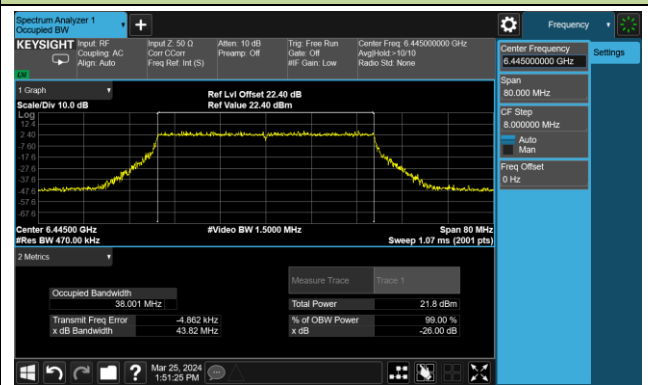 Spectrum Analyzer 1
Occupied BW
Frequency
KEYSIGHT
Input: RF
Coupling: AC
Align: Auto
Input Z: 50 Ω
Corr CCorr
Freq Ref: Int (S)
Atten: 10 dB
Preamp: Off
Trig: Free Run
Gate: Off
#IF Gain: Low
Center Freq: 6.445000000 GHz
Avg|Hold:>10/10
Radio Std: None
Center Frequency
6.445000000 GHz
Settings
Span
80.000 MHz
CF Step
8.000000 MHz
Auto
Man
Freq Offset
0 Hz
1 Graph
Scale/Div 10.0 dB
Ref Lvl Offset 22.40 dB
Ref Value 22.40 dBm
Log
12.4
2.40
-7.60
-17.6
-27.6
-37.6
-47.6
-57.6
-67.6
Center 6.44500 GHz
#Res BW 470.00 kHz
#Video BW 1.5000 MHz
Span 80 MHz
Sweep 1.07 ms (2001 pts)
2 Metrics
Measure Trace
Trace 1
Occupied Bandwidth
38.001 MHz
Total Power
21.8 dBm
Transmit Freq Error
-4.862 kHz
% of OBW Power
99.00 %
x dB Bandwidth
43.82 MHz
x dB
-26.00 dB
Mar 25, 2024
1:51:25 PM